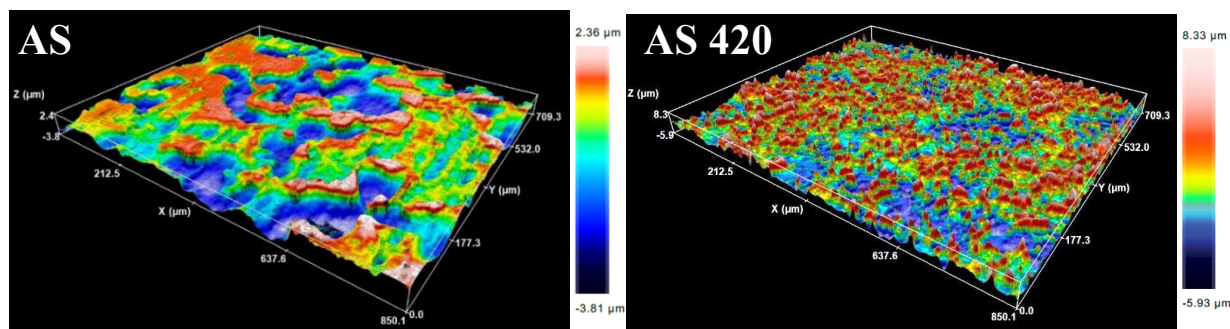 AS
2.36 µm
Z (µm)
2.4
-3.8
212.5
X (µm)
637.6
850.1
0.0
177.3
Y (µm)
532.0
709.3
-3.81 µm
AS 420
8.33 µm
Z (µm)
8.3
-5.9
212.5
X (µm)
637.6
850.1
0.0
177.3
Y (µm)
532.0
709.3
-5.93 µm